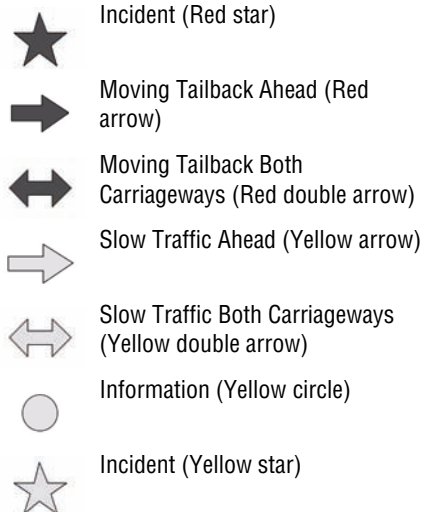 Incident (Red star)
Moving Tailback Ahead (Red
arrow)
Moving Tailback Both
Carriageways (Red double arrow)
Slow Traffic Ahead (Yellow arrow)
Slow Traffic Both Carriageways
(Yellow double arrow)
Information (Yellow circle)
Incident (Yellow star)